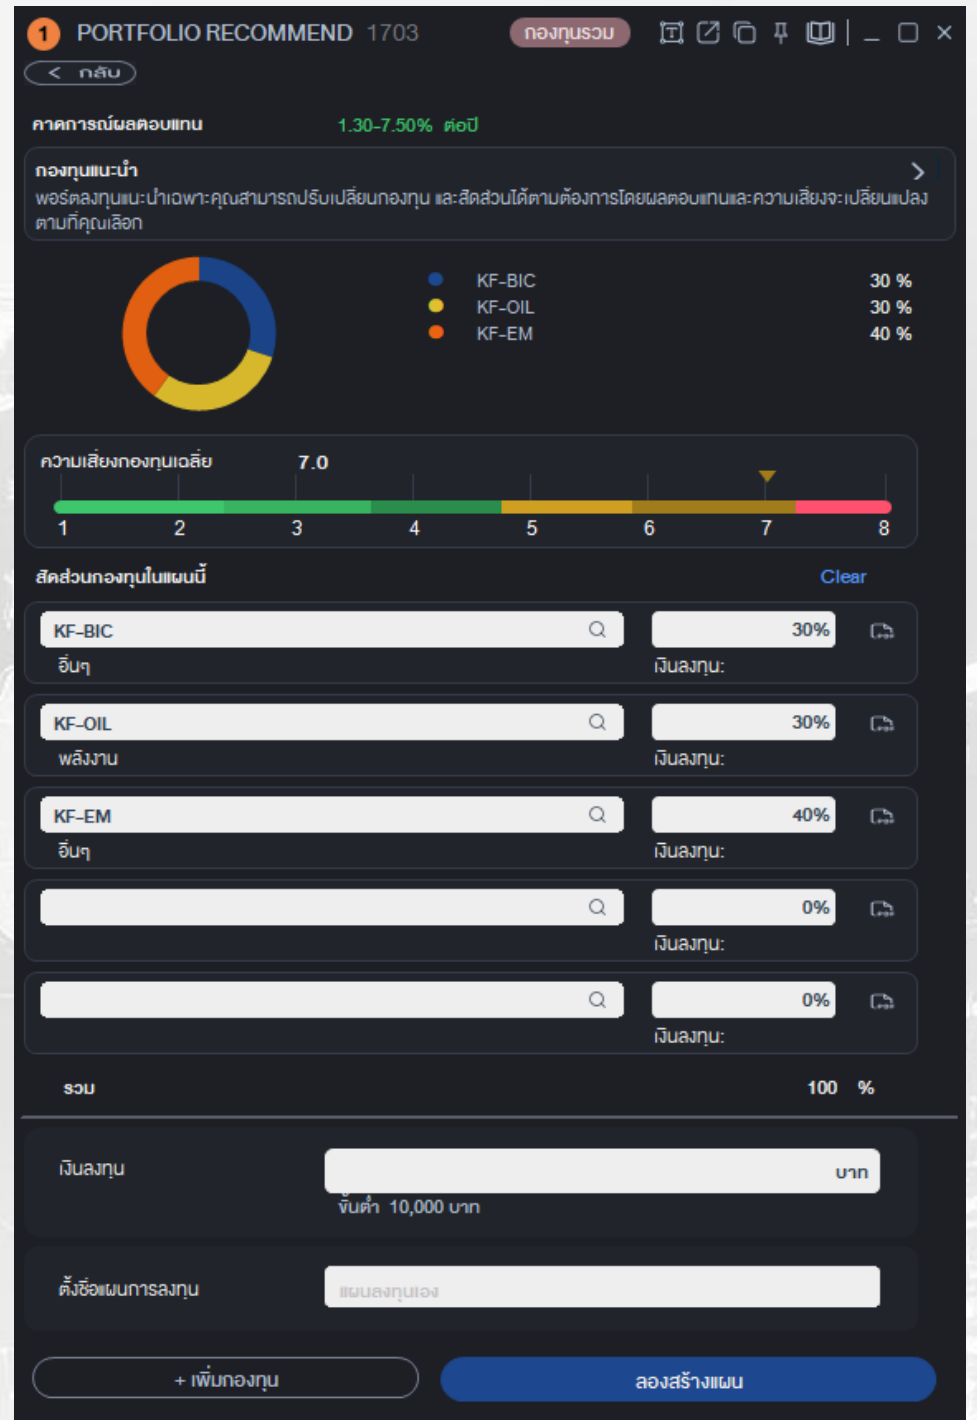 1 PORTFOLIO RECOMMEND 1703 กองทุนรวม
< กลับ
คาดการณ์ผลตอบแทน 1.30-7.50% ต่อปี
กองทุนแนะนำ
พอร์ตลงทุนแนะนำเฉพาะคุณสามารถปรับเปลี่ยนกองทุน และสัดส่วนได้ตามต้องการโดยผลตอบแทนและความเสี่ยงจะเปลี่ยนแปลง
ตามที่คุณเลือก
KF-BIC 30 %
KF-OIL 30 %
KF-EM 40 %
ความเสี่ยงกองทุนเฉลี่ย 7.0
1 2 3 4 5 6 7 8
สัดส่วนกองทุนในแผนนี้ Clear
KF-BIC 30%
อื่นๆ เงินลงทุน:
KF-OIL 30%
พลังงาน เงินลงทุน:
KF-EM 40%
อื่นๆ เงินลงทุน:
0%
เงินลงทุน:
0%
เงินลงทุน:
รวม 100 %
เงินลงทุน บาท
ขั้นต่ำ 10,000 บาท
ตั้งชื่อแผนการลงทุน แผนลงทุนเอง
+ เพิ่มกองทุน ลองสร้างแผน